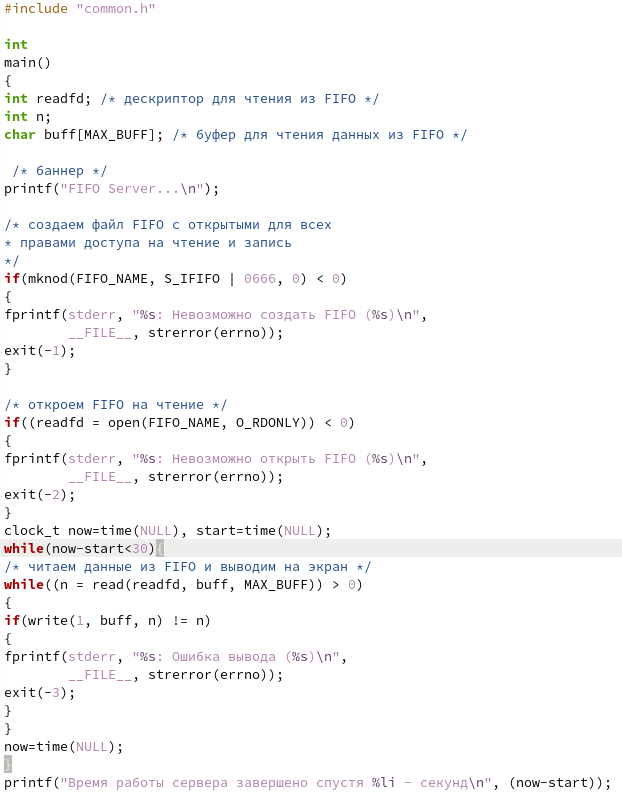 #include "common.h"
int
main()
{
int readfd; /* дескриптор для чтения из FIFO */
int n;
char buff[MAX_BUFF]; /* буфер для чтения данных из FIFO */
/* баннер */
printf("FIFO Server...\n");
/* создаем файл FIFO с открытыми для всех
* правами доступа на чтение и запись
*/
if(mknod(FIFO_NAME, S_IFIFO | 0666, 0) < 0)
{
fprintf(stderr, "%s: Невозможно создать FIFO (%s)\n",
__FILE__, strerror(errno));
exit(-1);
}
/* откроем FIFO на чтение */
if((readfd = open(FIFO_NAME, O_RDONLY)) < 0)
{
fprintf(stderr, "%s: Невозможно открыть FIFO (%s)\n",
__FILE__, strerror(errno));
exit(-2);
}
clock_t now=time(NULL), start=time(NULL);
while(now-start<30){
/* читаем данные из FIFO и выводим на экран */
while((n = read(readfd, buff, MAX_BUFF)) > 0)
{
if(write(1, buff, n) != n)
{
fprintf(stderr, "%s: Ошибка вывода (%s)\n",
__FILE__, strerror(errno));
exit(-3);
}
}
now=time(NULL);
}
printf("Время работы сервера завершено спустя %li - секунд\n", (now-start));